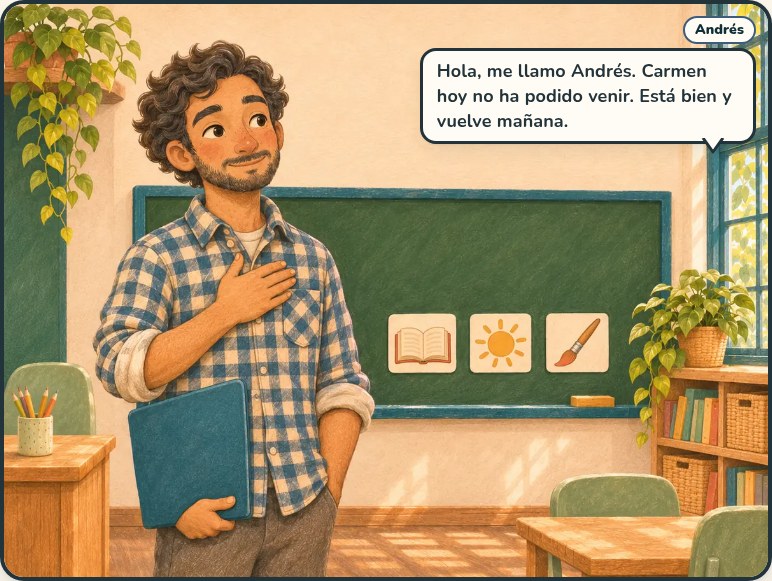 Andrés
Hola, me llamo Andrés. Carmen
hoy no ha podido venir. Está bien y
vuelve mañana.